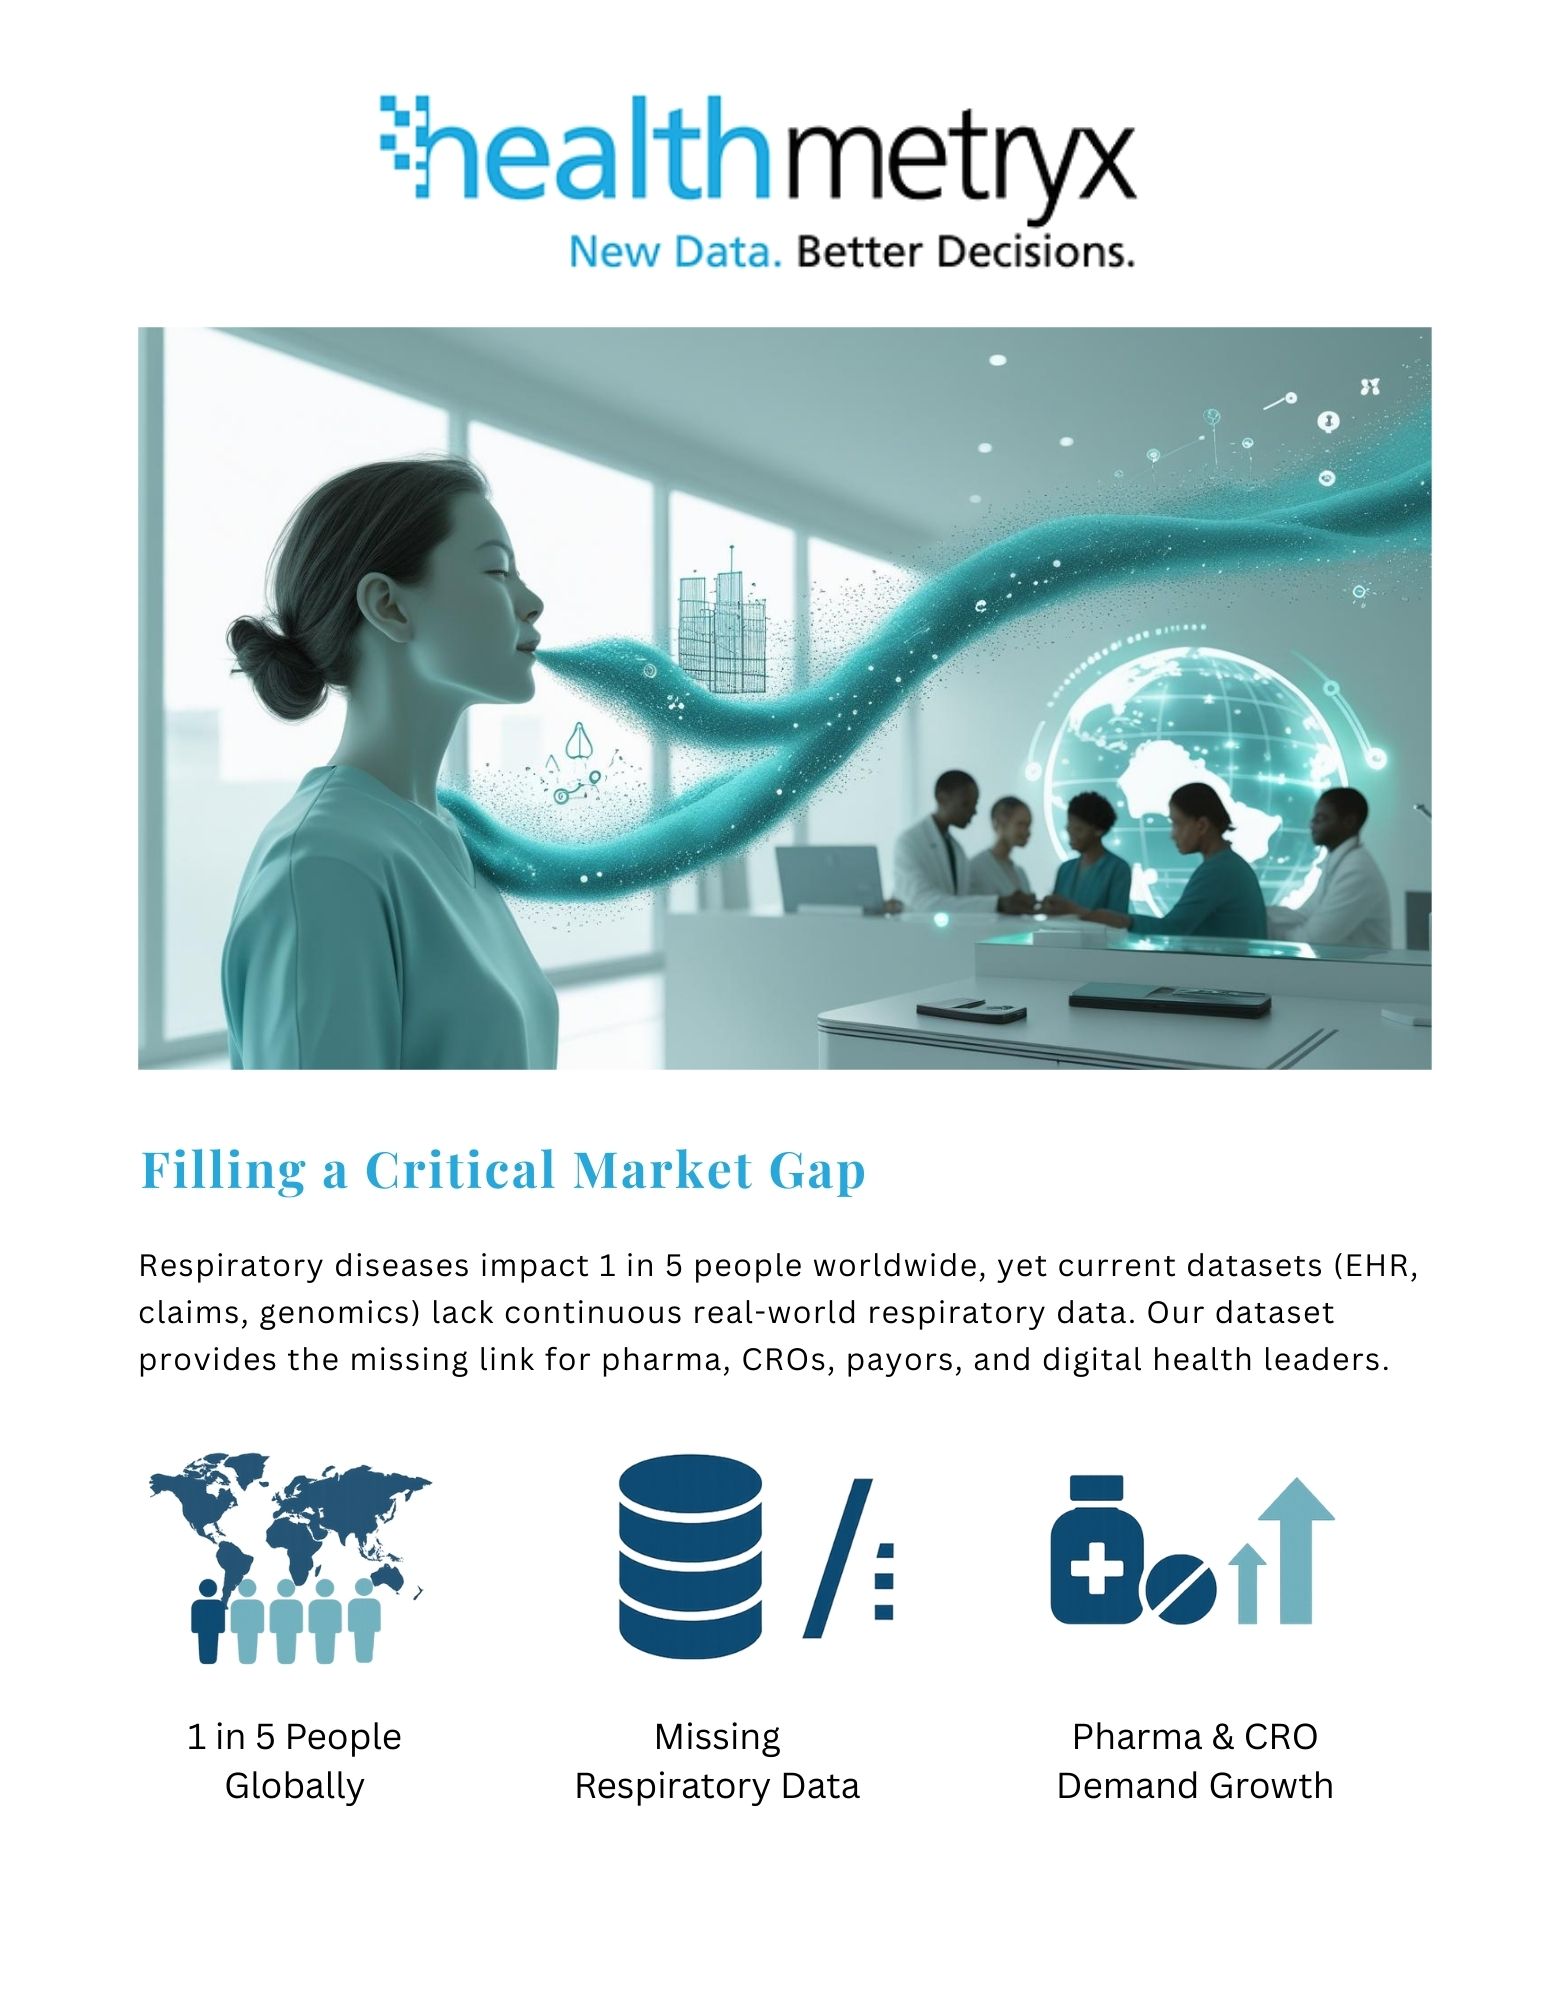 healthmetryx
New Data. Better Decisions.
Filling a Critical Market Gap
Respiratory diseases impact 1 in 5 people worldwide, yet current datasets (EHR,
claims, genomics) lack continuous real-world respiratory data. Our dataset
provides the missing link for pharma, CROs, payors, and digital health leaders.
1 in 5 People
Globally
Missing
Respiratory Data
Pharma & CRO
Demand Growth